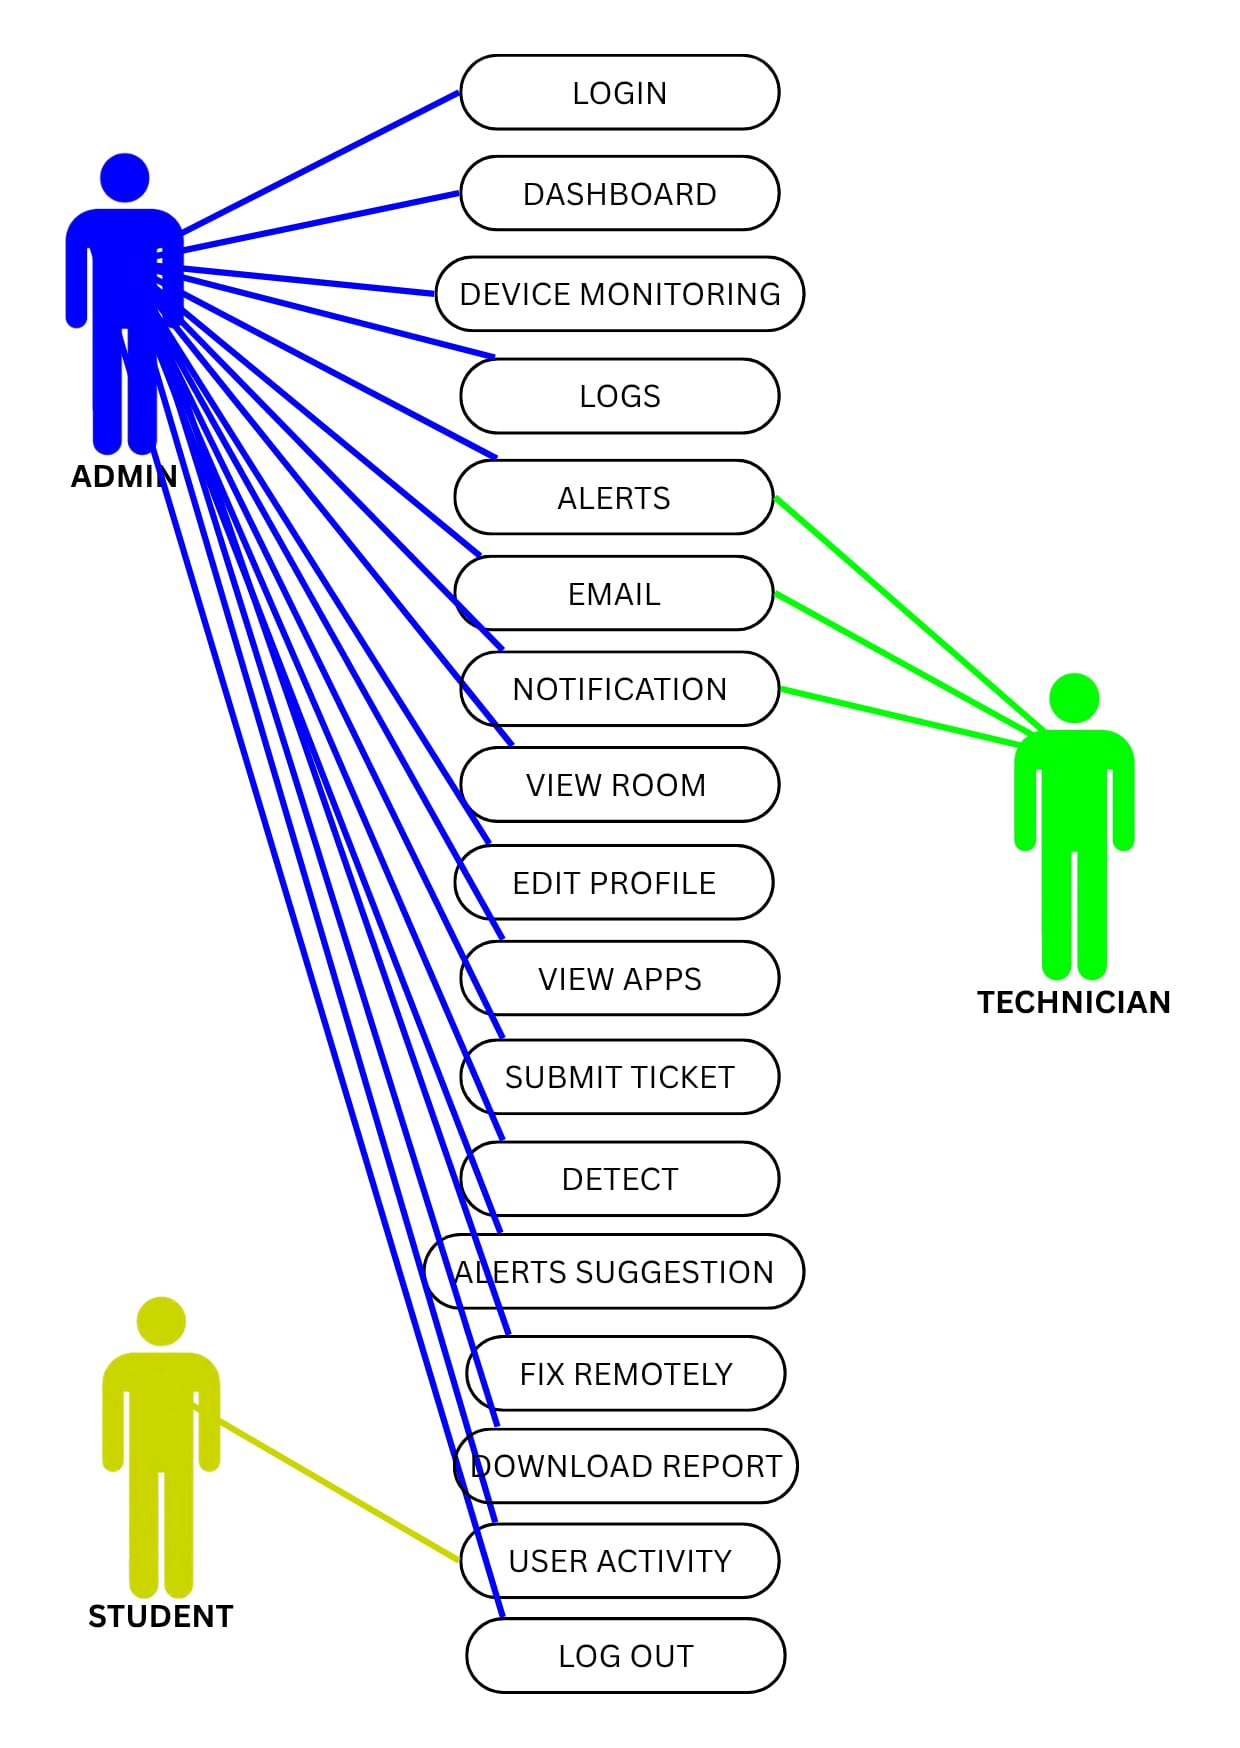 LOGIN
DASHBOARD
DEVICE MONITORING
LOGS
ADMIN
ALERTS
EMAIL
NOTIFICATION
VIEW ROOM
EDIT PROFILE
VIEW APPS
TECHNICIAN
SUBMIT TICKET
DETECT
ALERTS SUGGESTION
FIX REMOTELY
DOWNLOAD REPORT
USER ACTIVITY
STUDENT
LOG OUT